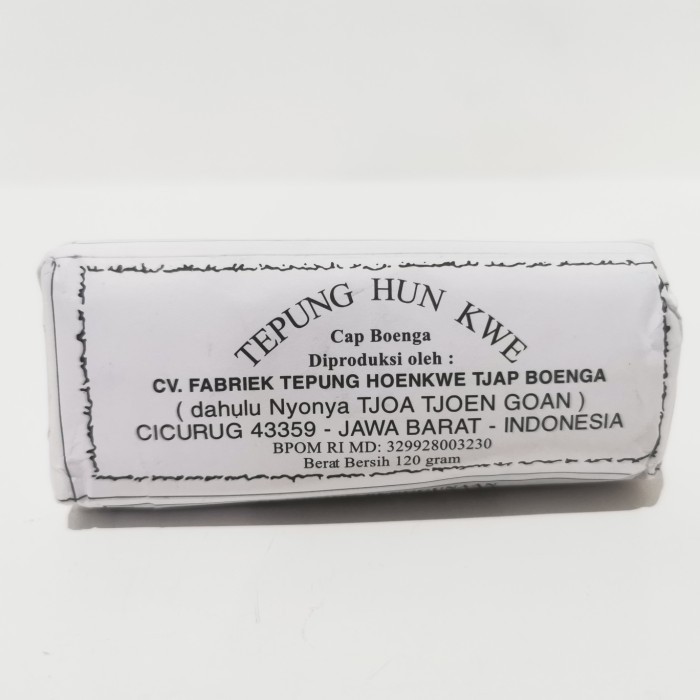 TEPUNG HUN KWE
Cap Boenga
Diproduksi oleh :
CV. FABRIEK TEPUNG HOENKWE TJAP BOENGA
( dahulu Nyonya TJOA TJOEN GOAN )
CICURUG 43359 - JAWA BARAT - INDONESIA
BPOM RI MD: 329928003230
Berat Bersih 120 gram